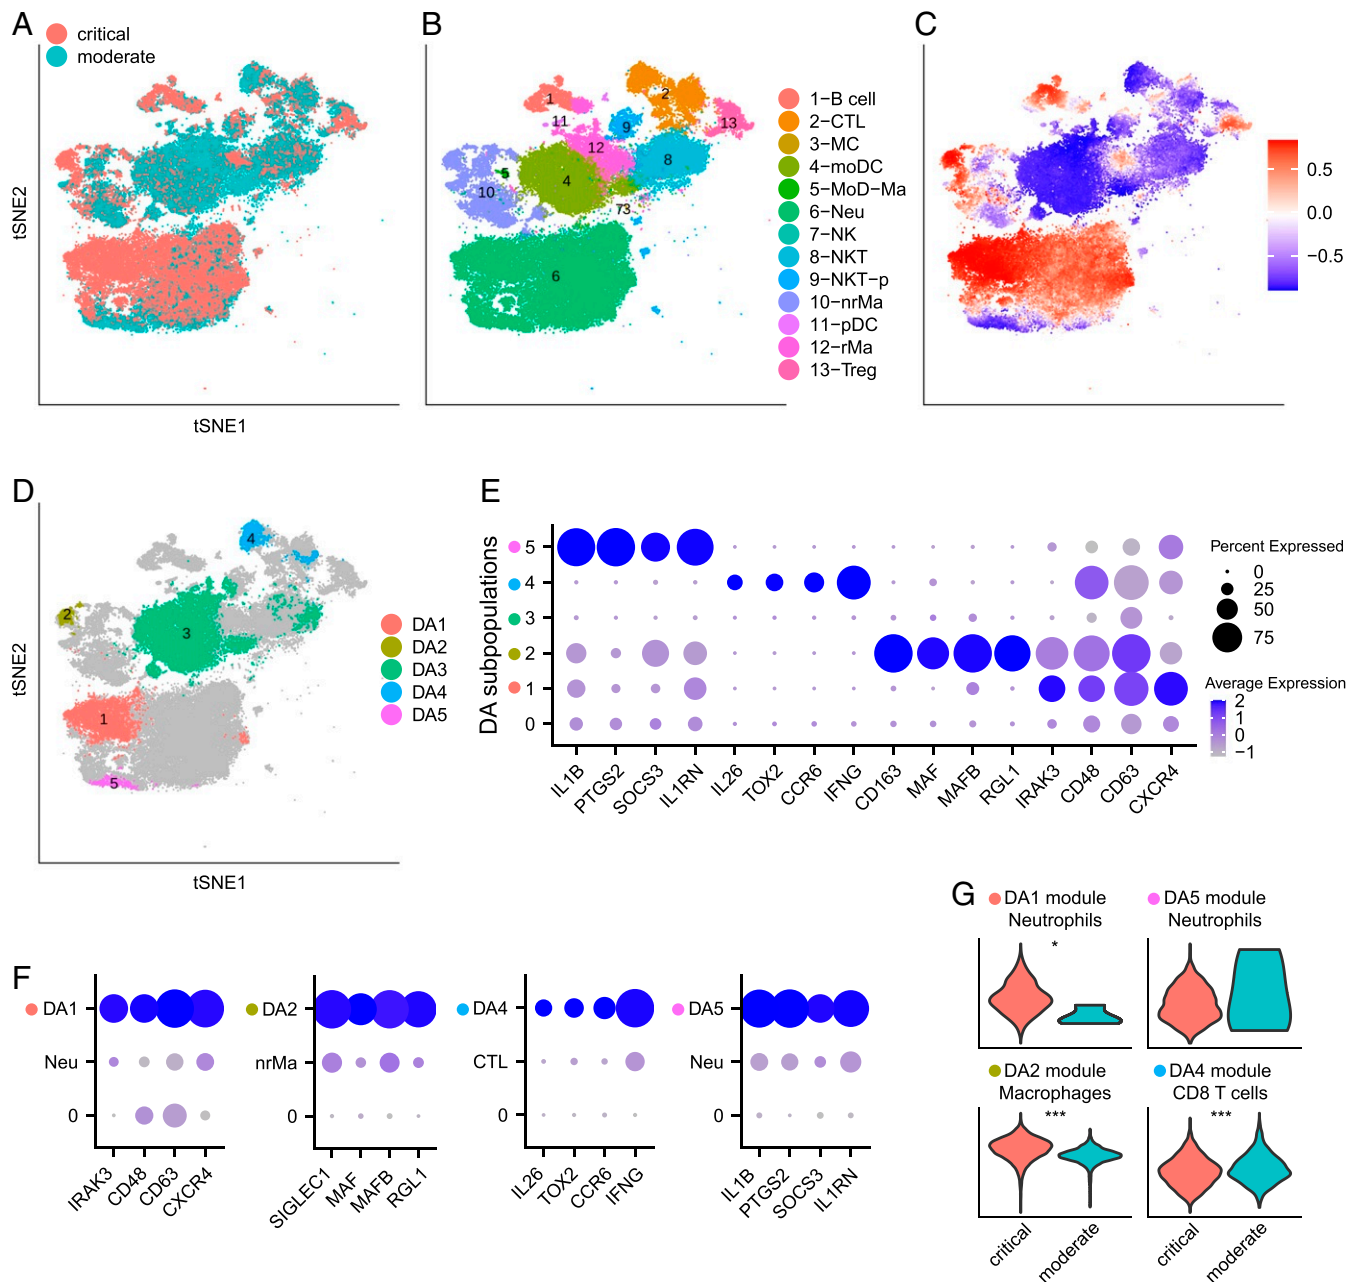 A
critical
moderate
tSNE2
tSNE1
B
1
2
13
11
9
12
8
5
4
10
73
6
1−B cell
2−CTL
3−MC
4−moDC
5−MoD−Ma
6−Neu
7−NK
8−NKT
9−NKT−p
10−nrMa
11−pDC
12−rMa
13−Treg
C
0.5
0.0
−0.5
D
tSNE2
tSNE1
4
2
3
1
5
DA1
DA2
DA3
DA4
DA5
E
DA subpopulations
5
4
3
2
1
0
IL1B
PTGS2
SOCS3
IL1RN
IL26
TOX2
CCR6
IFNG
CD163
MAF
MAFB
RGL1
IRAK3
CD48
CD63
CXCR4
Percent Expressed
0
25
50
75
Average Expression
2
1
0
−1
F
DA1
Neu
0
IRAK3
CD48
CD63
CXCR4
DA2
nrMa
0
SIGLEC1
MAF
MAFB
RGL1
DA4
CTL
0
IL26
TOX2
CCR6
IFNG
DA5
Neu
0
IL1B
PTGS2
SOCS3
IL1RN
G
DA1 module
Neutrophils
*
DA5 module
Neutrophils
DA2 module
Macrophages
***
DA4 module
CD8 T cells
***
critical
moderate
critical
moderate